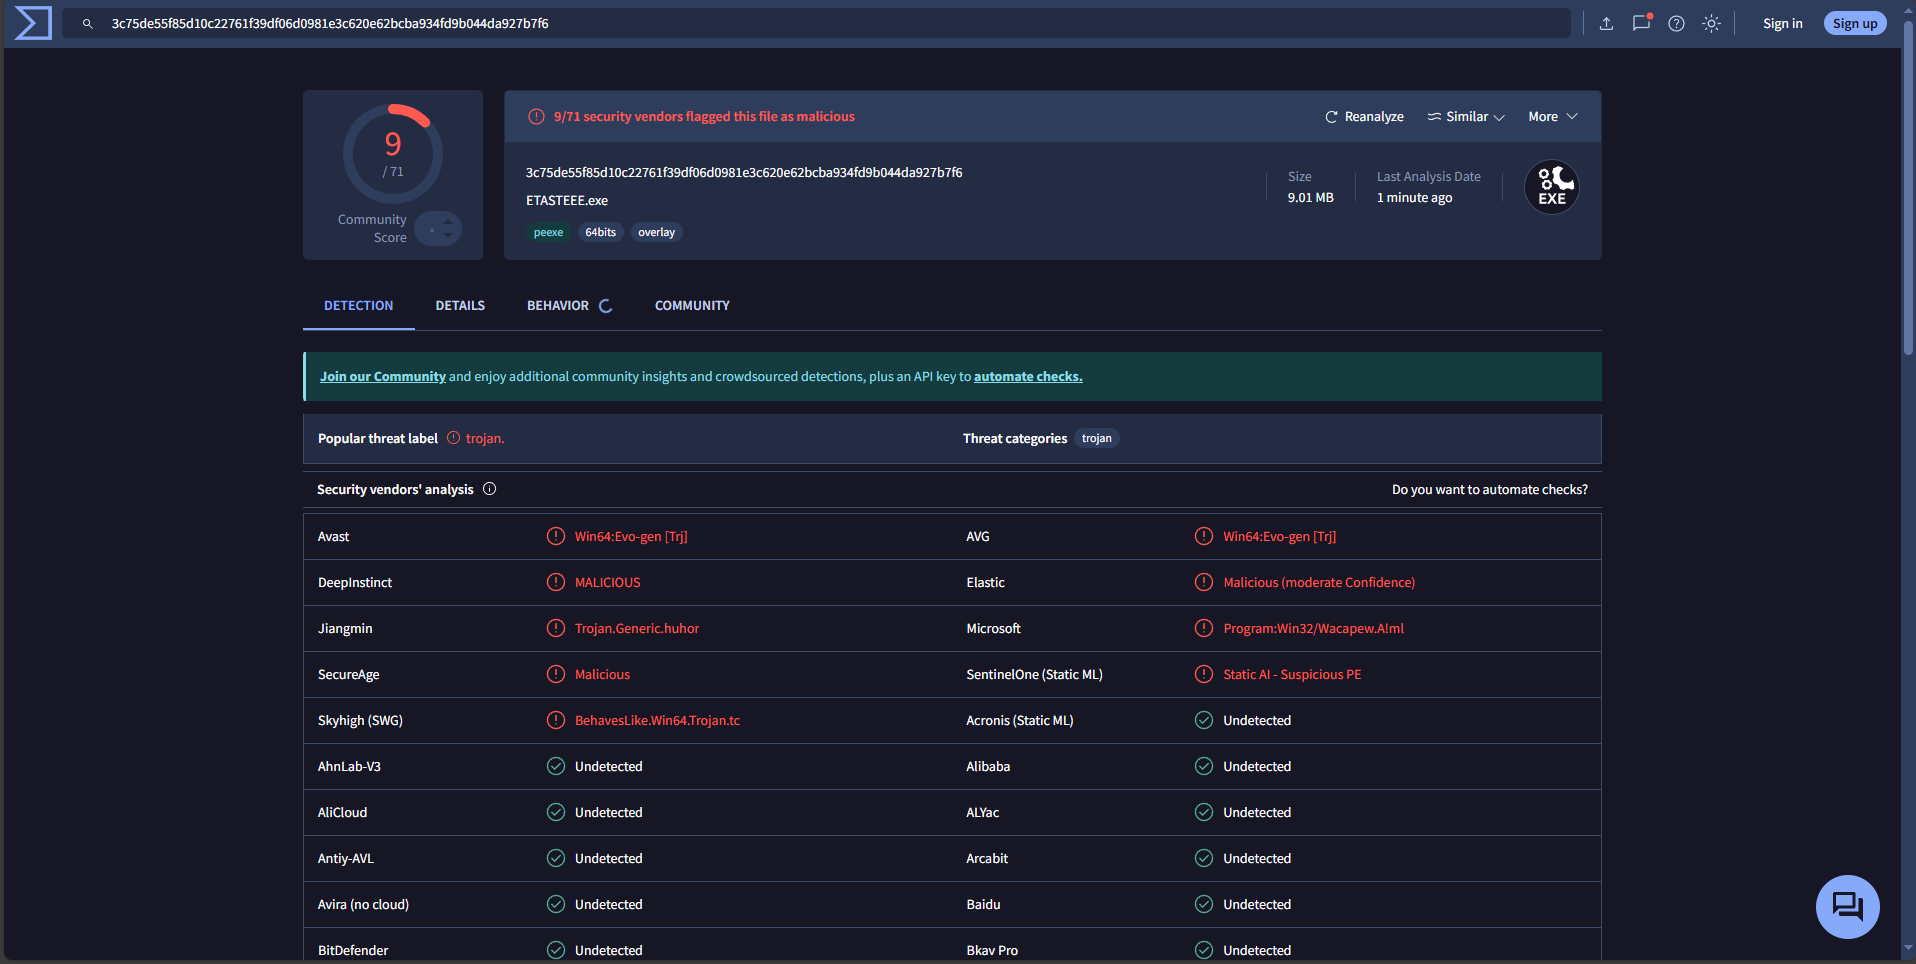 3c75de55f85d10c22761f39df06d0981e3c620e62bcba934fd9b044da927b7f6
Sign in
Sign up
9
/ 71
Community
Score
9/71 security vendors flagged this file as malicious
Reanalyze
Similar
More
3c75de55f85d10c22761f39df06d0981e3c620e62bcba934fd9b044da927b7f6
ETASTEEE.exe
peexe 64bits overlay
Size
9.01 MB
Last Analysis Date
1 minute ago
EXE
DETECTION DETAILS BEHAVIOR COMMUNITY
Join our Community and enjoy additional community insights and crowdsourced detections, plus an API key to automate checks.
Popular threat label trojan.
Threat categories trojan
Security vendors' analysis
Do you want to automate checks?
Avast Win64:Evo-gen [Trj] AVG Win64:Evo-gen [Trj]
DeepInstinct MALICIOUS Elastic Malicious (moderate Confidence)
Jiangmin Trojan.Generic.huhor Microsoft Program:Win32/Wacapew.A!ml
SecureAge Malicious SentinelOne (Static ML) Static AI - Suspicious PE
Skyhigh (SWG) BehavesLike.Win64.Trojan.tc Acronis (Static ML) Undetected
AhnLab-V3 Undetected Alibaba Undetected
AliCloud Undetected ALYac Undetected
Antiy-AVL Undetected Arcabit Undetected
Avira (no cloud) Undetected Baidu Undetected
BitDefender Undetected Bkav Pro Undetected